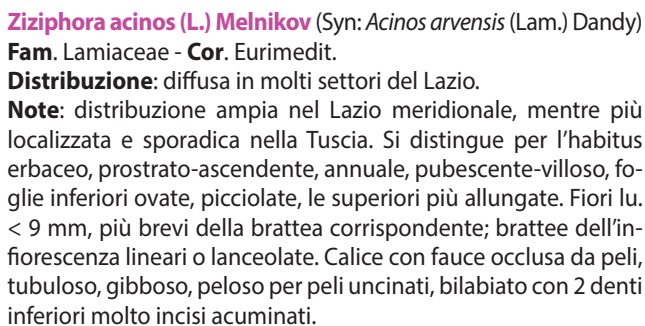 Ziziphora acinos (L.) Melnikov (Syn: Acinos arvensis (Lam.) Dandy)
Fam. Lamiaceae - Cor. Eurimedit.
Distribuzione: diffusa in molti settori del Lazio.
Note: distribuzione ampia nel Lazio meridionale, mentre più
localizzata e sporadica nella Tuscia. Si distingue per l'habitus
erbaceo, prostrato-ascendente, annuale, pubescente-villoso, fo-
glie inferiori ovate, picciolate, le superiori più allungate. Fiori lu.
< 9 mm, più brevi della brattea corrispondente; brattee dell'in-
fiorescenza lineari o lanceolate. Calice con fauce occlusa da peli,
tubuloso, gibboso, peloso per peli uncinati, bilabiato con 2 denti
inferiori molto incisi acuminati.